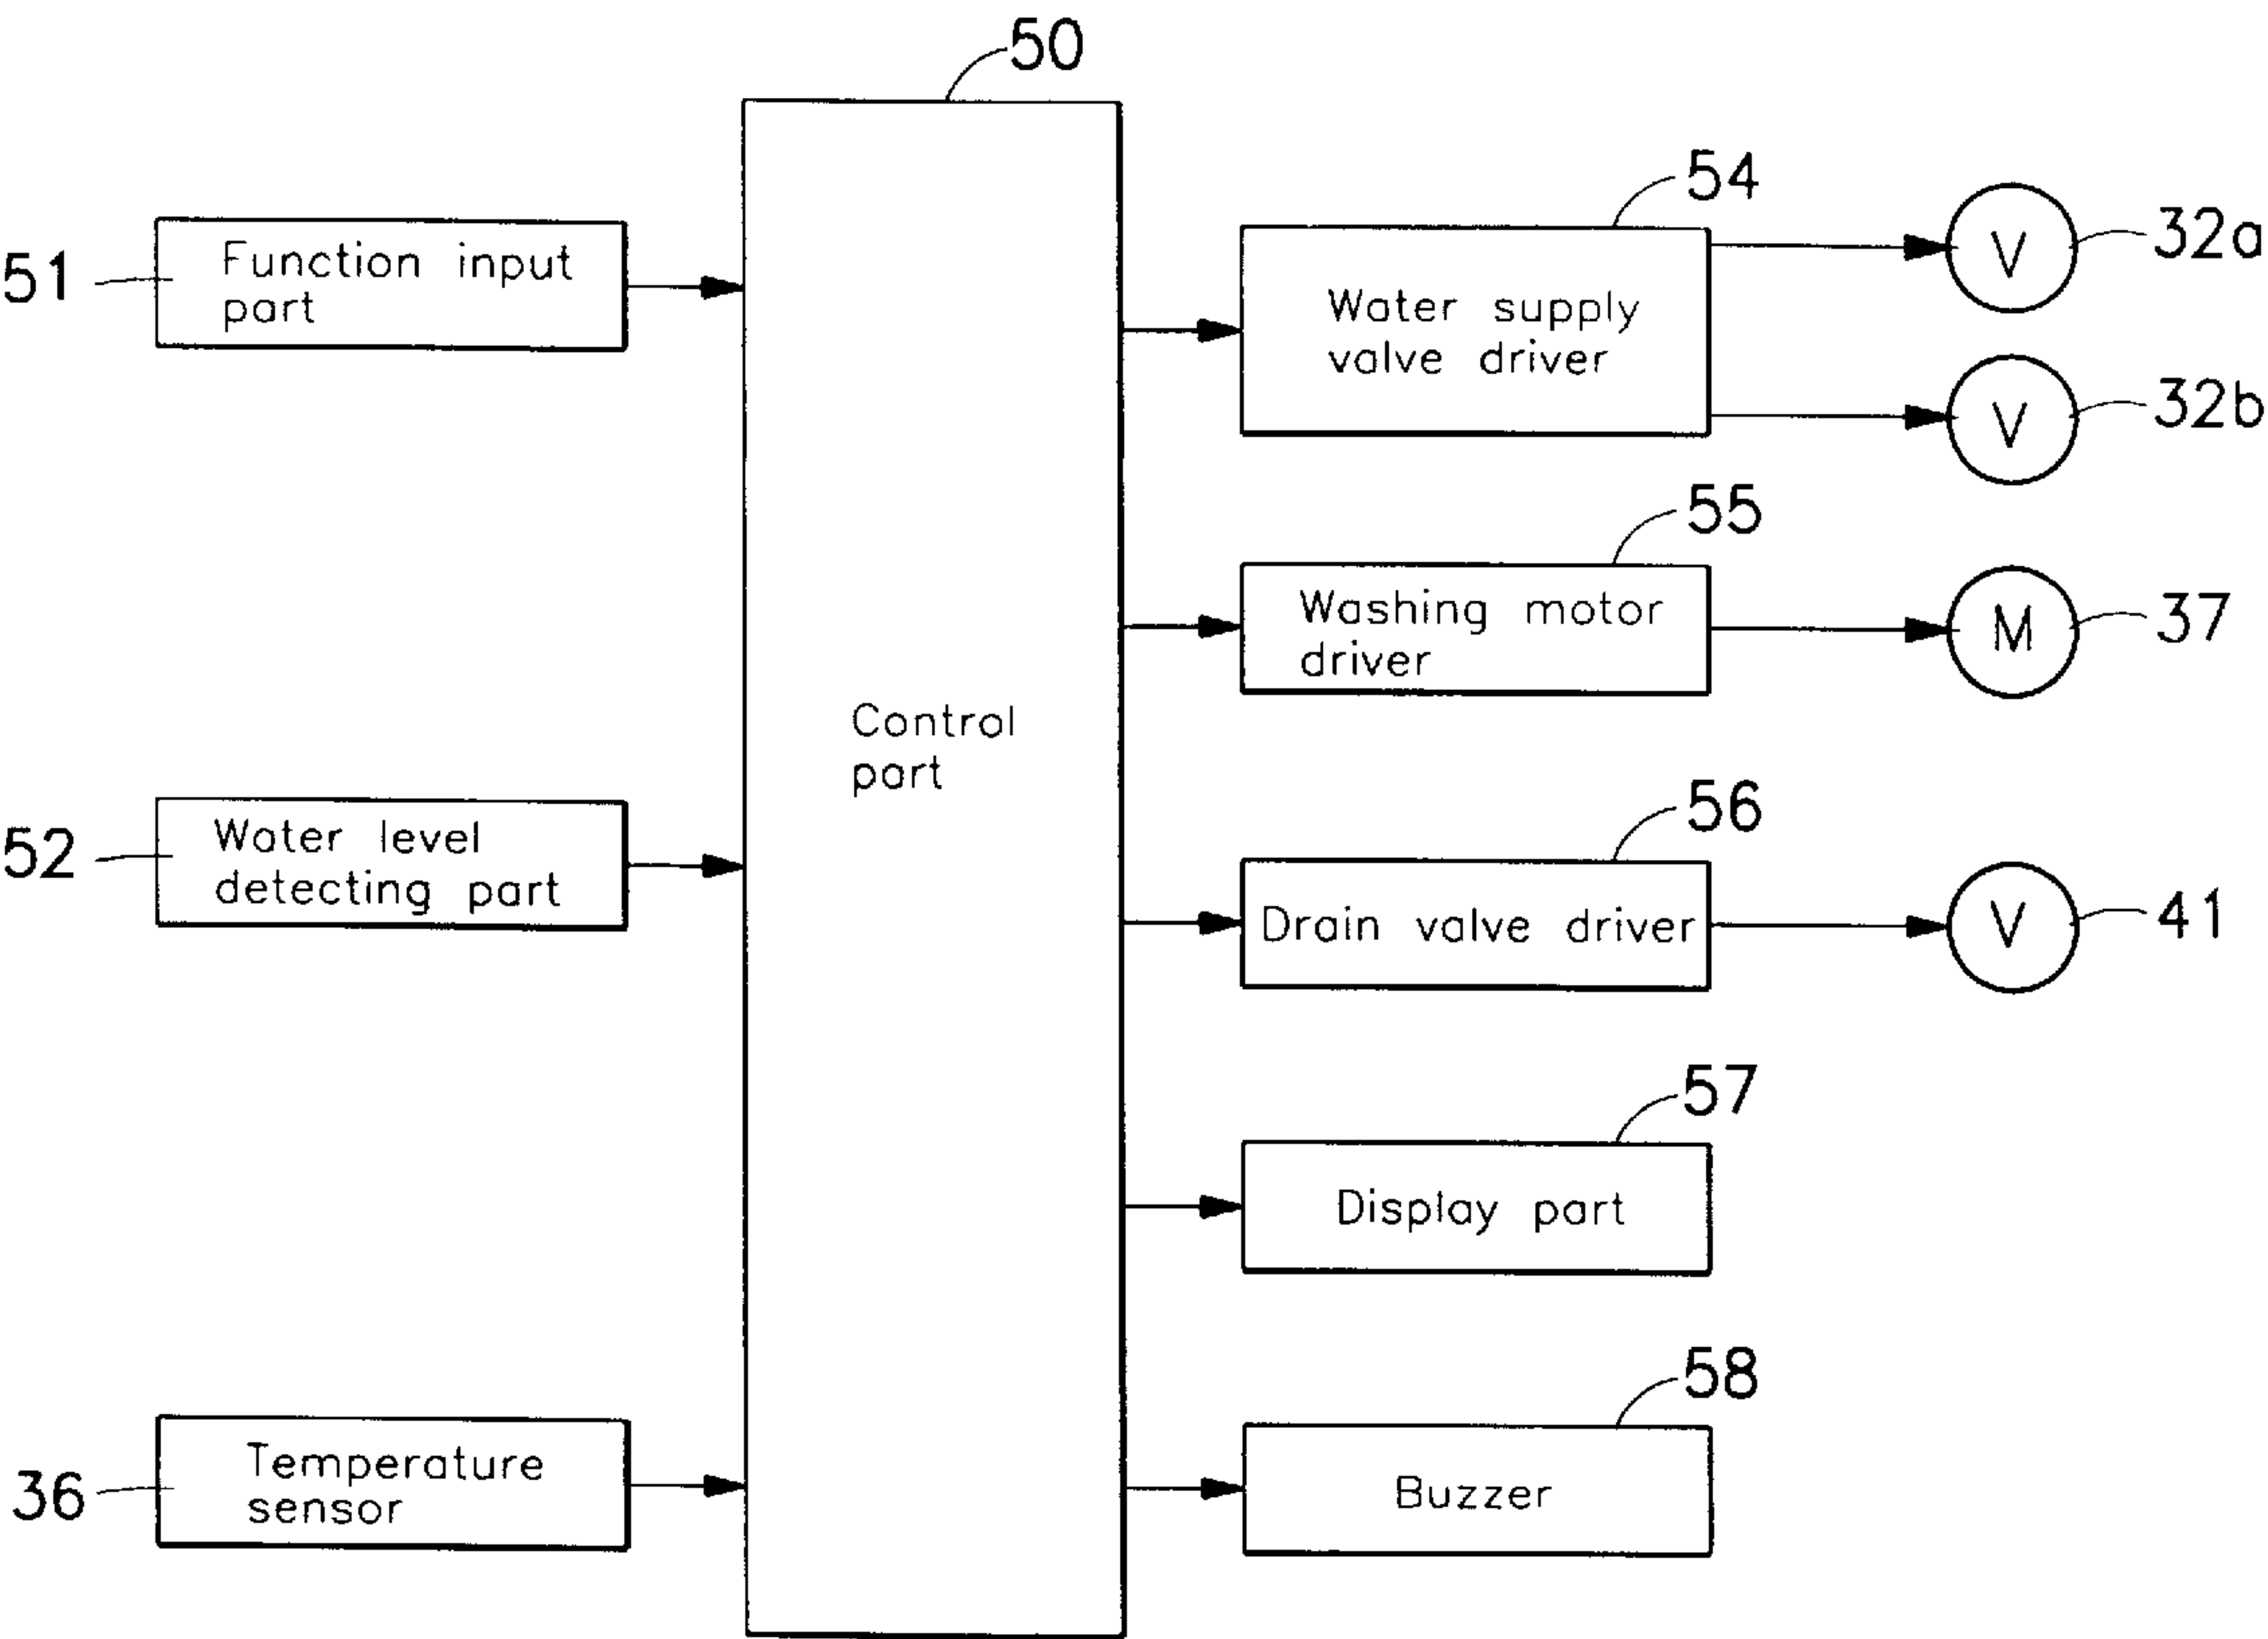 50
51
Function input
part
52
Water level
detecting part
36
Temperature
sensor
Control
part
54
Water supply
valve driver
V
32a
V
32b
55
Washing motor
driver
M
37
56
Drain valve driver
V
41
57
Display part
58
Buzzer